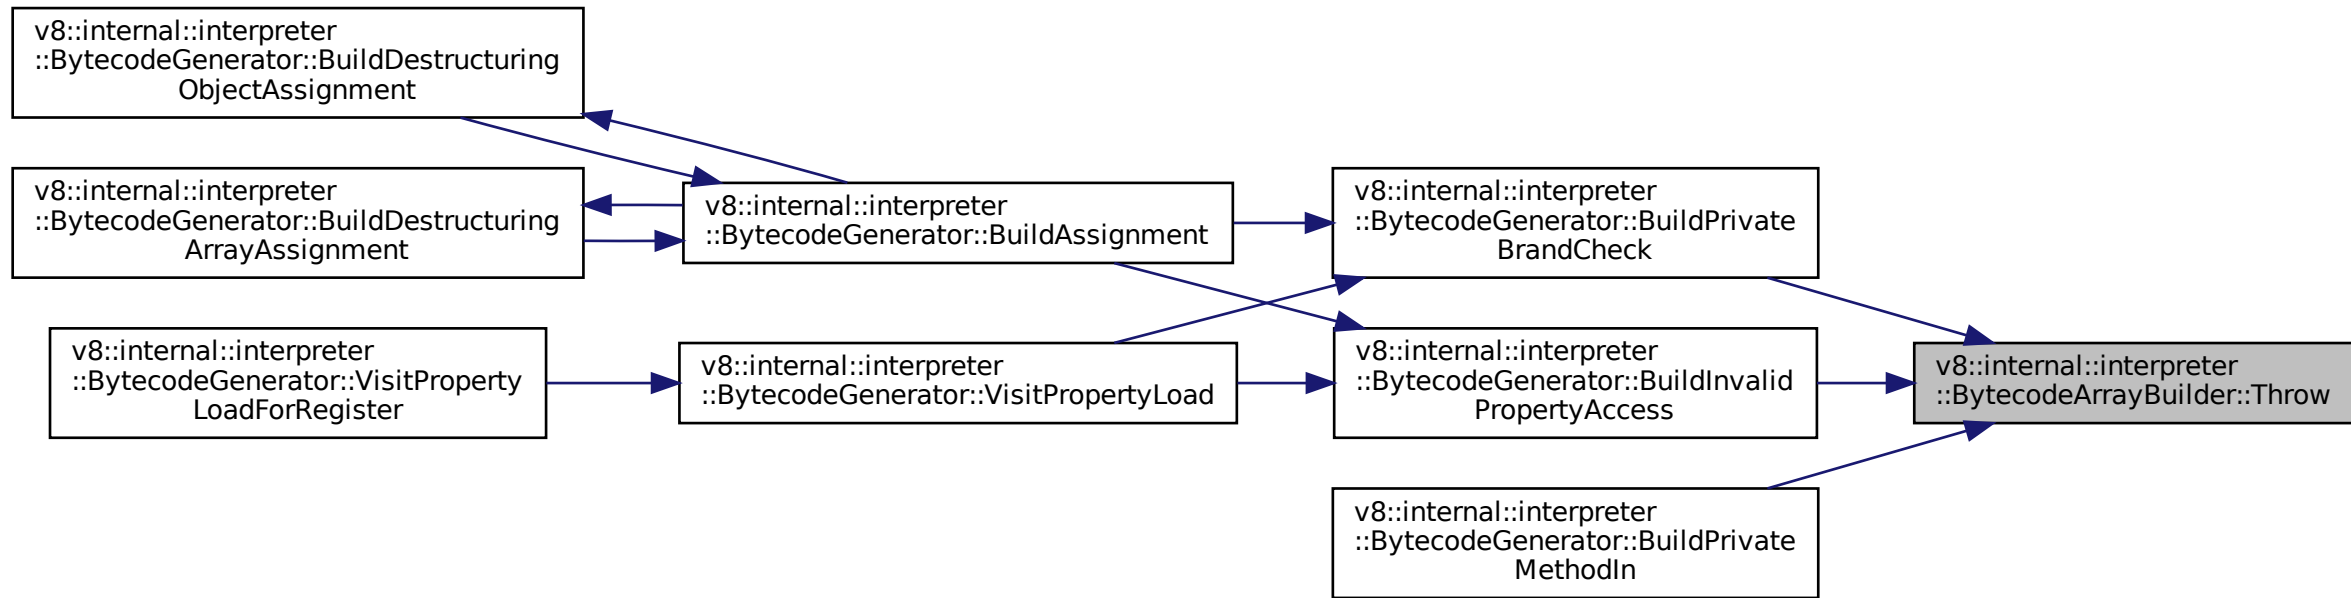 v8::internal::interpreter
::BytecodeGenerator::BuildDestructuring
ObjectAssignment
v8::internal::interpreter
::BytecodeGenerator::BuildDestructuring
ArrayAssignment
v8::internal::interpreter
::BytecodeGenerator::VisitProperty
LoadForRegister
v8::internal::interpreter
::BytecodeGenerator::BuildAssignment
v8::internal::interpreter
::BytecodeGenerator::VisitPropertyLoad
v8::internal::interpreter
::BytecodeGenerator::BuildPrivate
BrandCheck
v8::internal::interpreter
::BytecodeGenerator::BuildInvalid
PropertyAccess
v8::internal::interpreter
::BytecodeGenerator::BuildPrivate
MethodIn
v8::internal::interpreter
::BytecodeArrayBuilder::Throw